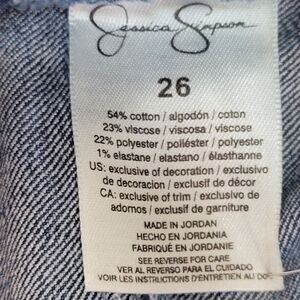 Jessica Simpson
26
54% cotton / algodón / coton
23% viscose / viscosa / viscose
22% polyester / poliéster / polyester
1% elastane / elastano / élasthanne
US: exclusive of decoration / exclusivo
de decoracion / exclusif de décor
CA: exclusive of trim / exclusivo de
adornos / exclusif de garniture
MADE IN JORDAN
HECHO EN JORDANIA
FABRIQUÉ EN JORDANIE
SEE REVERSE FOR CARE
VER AL REVERSO PARA EL CUIDADO
VOIR LES INSTRUCTIONS D'ENTRETIEN AU